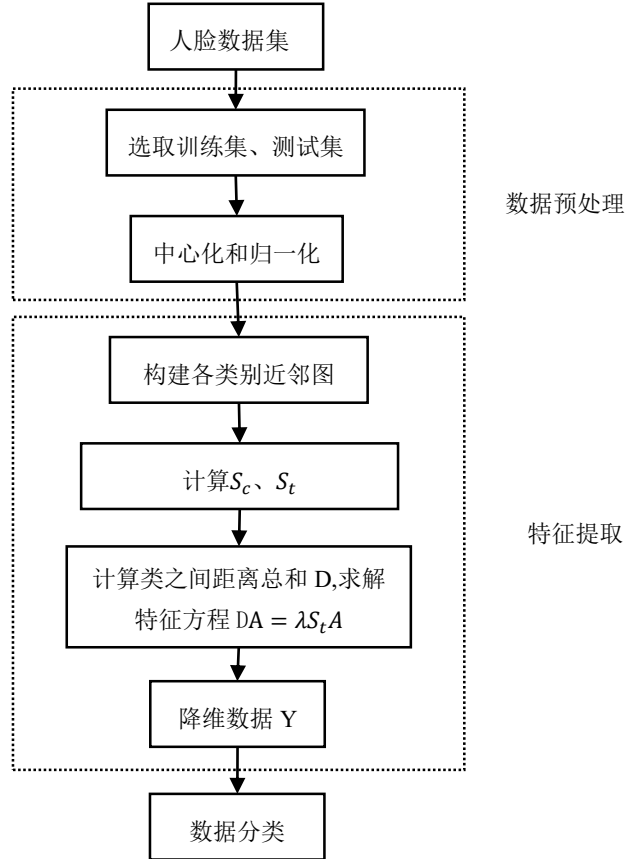 人脸数据集
选取训练集、测试集
中心化和归一化
数据预处理
构建各类别近邻图
计算S_c、S_t
计算类之间距离总和 D,求解
特征方程 DA = λS_tA
降维数据 Y
特征提取
数据分类